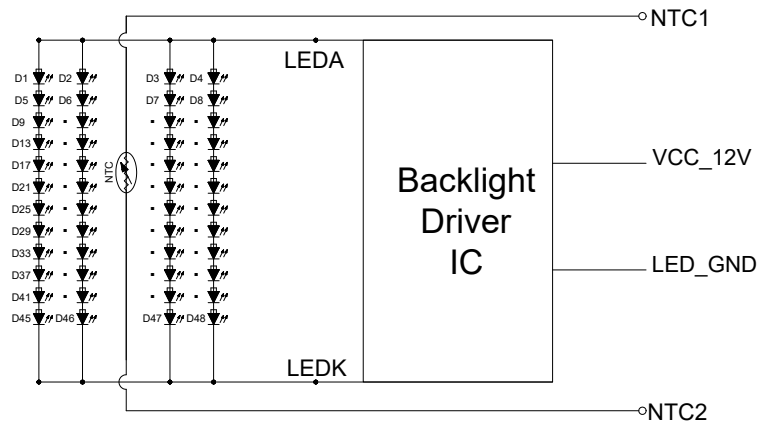 NTC1
LEDA
D1 D2 D3 D4
D5 D6 D7 D8
D9
D13
D17
NTC
D21
D25
D29
D33
D37
D41
D45 D46 D47 D48
Backlight
Driver
IC
VCC_12V
LED_GND
LEDK
NTC2